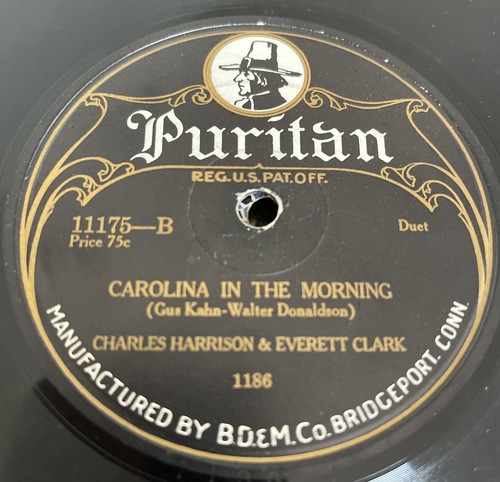 Puritan
REG.U.S.PAT.OFF.
11175—B
Duet
Price 75c
CAROLINA IN THE MORNING
(Gus Kahn-Walter Donaldson)
CHARLES HARRISON & EVERETT CLARK
1186
MANUFACTURED BY B.D.&M.Co. BRIDGEPORT. CONN.